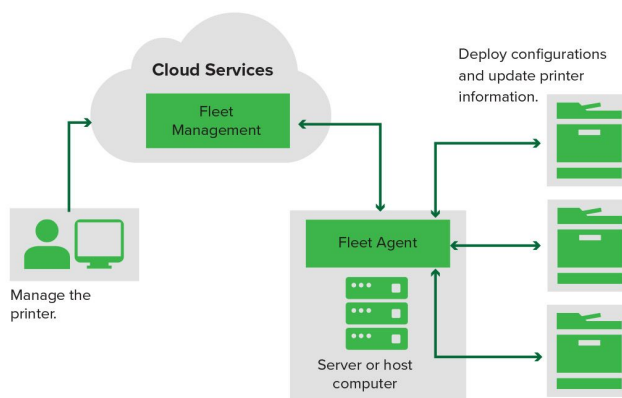 Cloud Services
Fleet
Management
Deploy configurations
and update printer
information.
Manage the
printer.
Fleet Agent
Server or host
computer